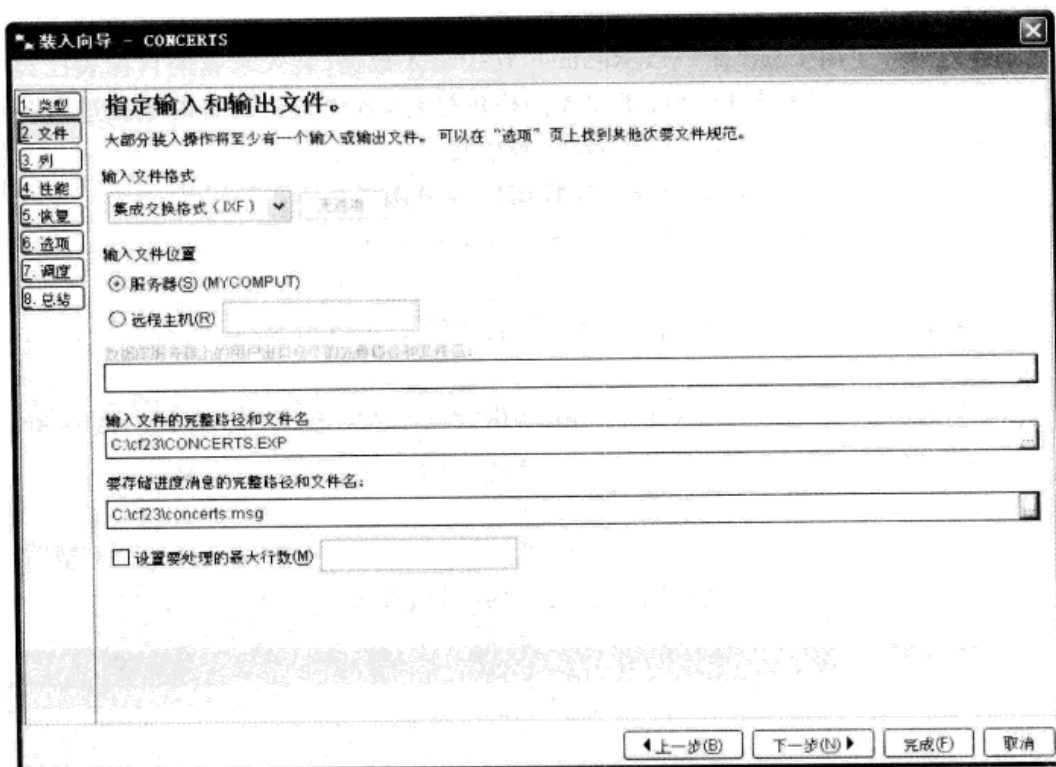 装入向导 - CONCERTS
1. 类型
2. 文件
3. 列
4. 性能
5. 恢复
6. 选项
7. 调度
8. 总结
指定输入和输出文件。
大部分装入操作将至少有一个输入或输出文件。 可以在“选项”页上找到其他次要文件规范。
输入文件格式
集成交换格式(IXF) 无选项
输入文件位置
服务器(S) (MYCOMPUT)
远程主机(R)
输入文件的完整路径和文件名
C:\cf23\CONCERTS.EXP
...
要存储进度消息的完整路径和文件名:
C:\cf23\concerts.msg
设置要处理的最大行数(M)
上一步(B) 下一步(N) 完成(F) 取消